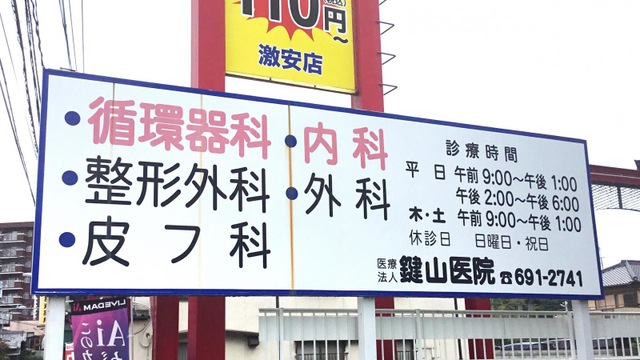 110円～
激安店
・循環器科 ・内科
・整形外科 ・外科
・皮フ科
診療時間
平日 午前9:00～午後1:00
午後2:00～午後6:00
木・土 午前9:00～午後1:00
休診日 日曜日・祝日
医療法人 鍵山医院 ☎691-2741
LIVEDAM
Ai